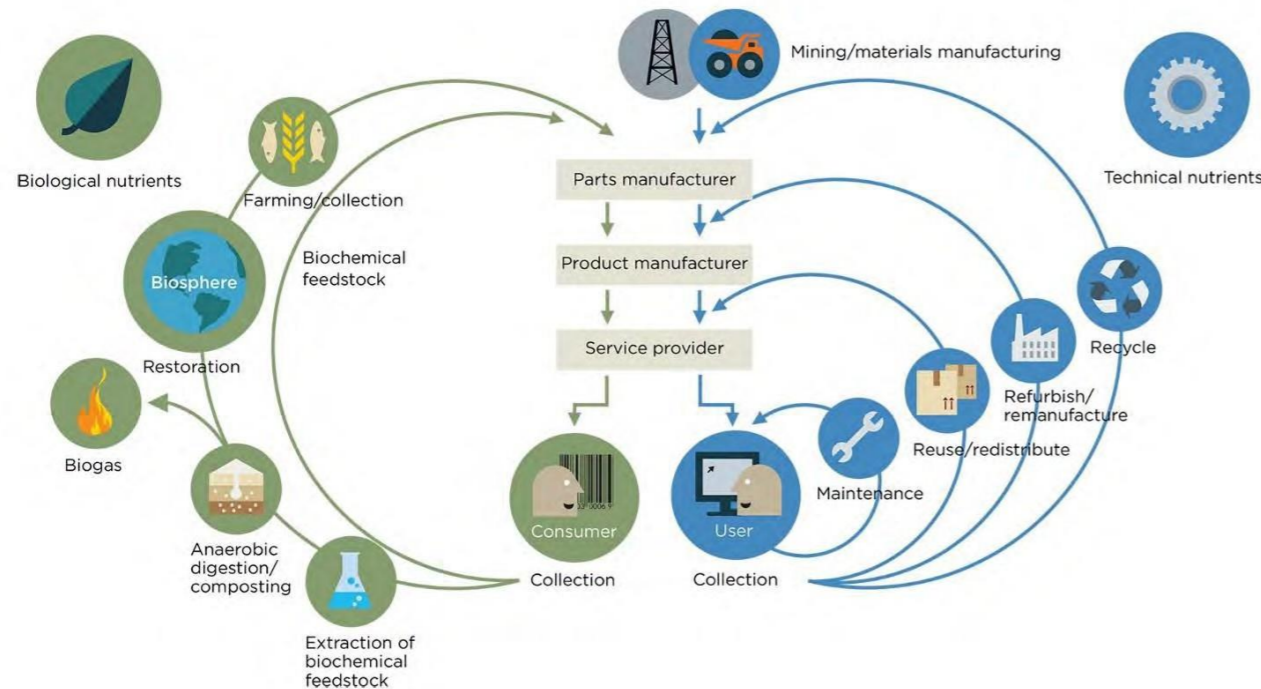 Mining/materials manufacturing
Biological nutrients
Technical nutrients
Farming/collection
Parts manufacturer
Biochemical
feedstock
Product manufacturer
Biosphere
Restoration
Service provider
Recycle
Refurbish/
remanufacture
Reuse/redistribute
Biogas
Maintenance
Consumer
User
Anaerobic
digestion/
composting
Collection
Collection
Extraction of
biochemical
feedstock